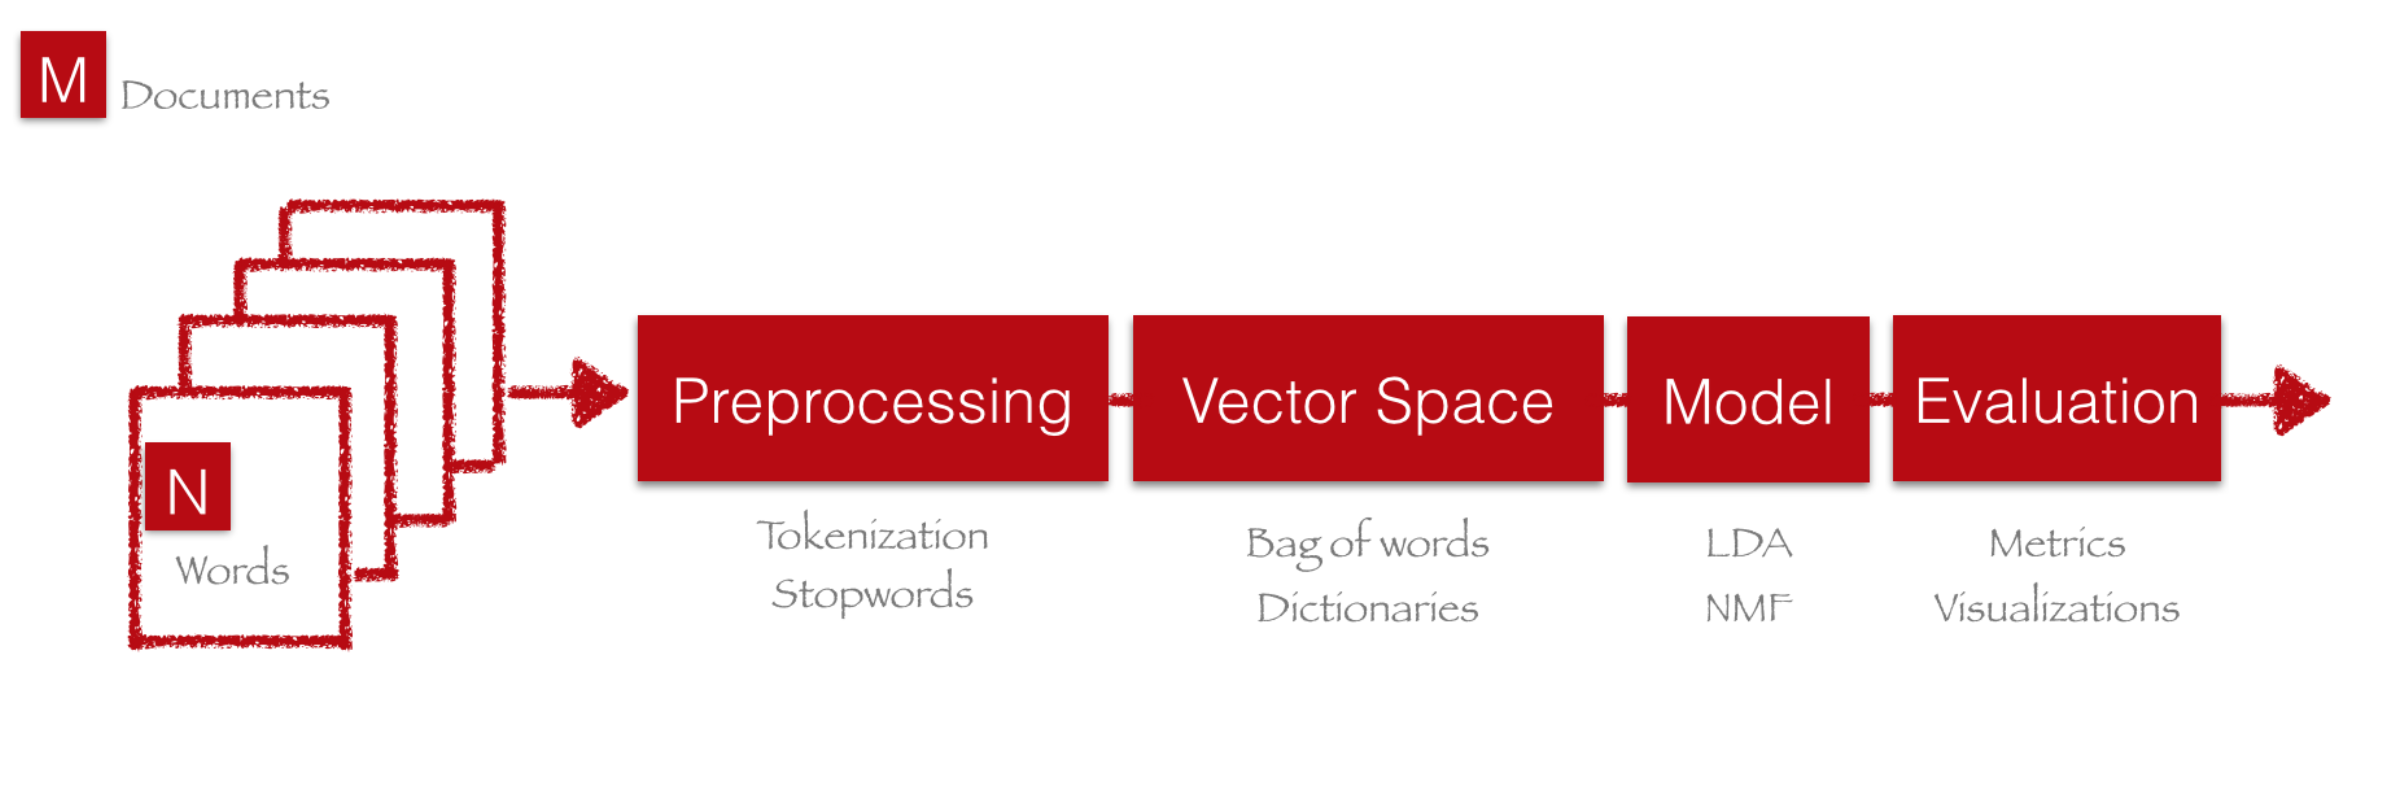 M Documents
N
Words
Preprocessing
Tokenization
Stopwords
Vector Space
Bag of words
Dictionaries
Model
LDA
NMF
Evaluation
Metrics
Visualizations